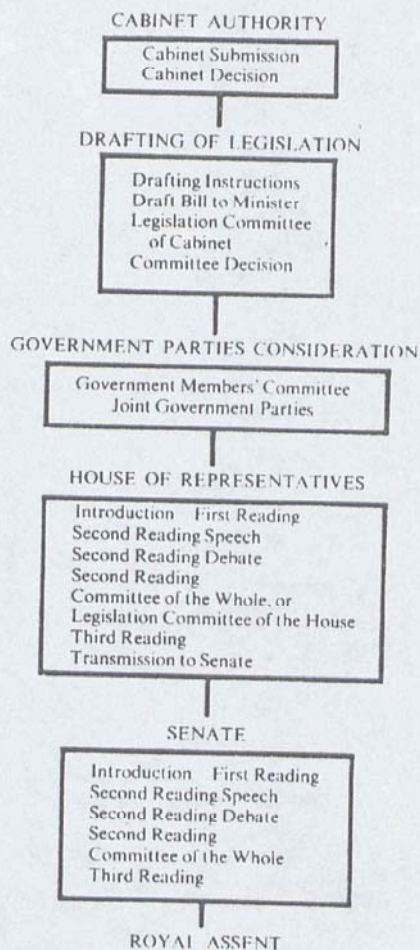 CABINET AUTHORITY
Cabinet Submission
Cabinet Decision
DRAFTING OF LEGISLATION
Drafting Instructions
Draft Bill to Minister
Legislation Committee
of Cabinet
Committee Decision
GOVERNMENT PARTIES CONSIDERATION
Government Members' Committee
Joint Government Parties
HOUSE OF REPRESENTATIVES
Introduction First Reading
Second Reading Speech
Second Reading Debate
Second Reading
Committee of the Whole, or
Legislation Committee of the House
Third Reading
Transmission to Senate
SENATE
Introduction First Reading
Second Reading Speech
Second Reading Debate
Second Reading
Committee of the Whole
Third Reading
ROYAL ASSENT